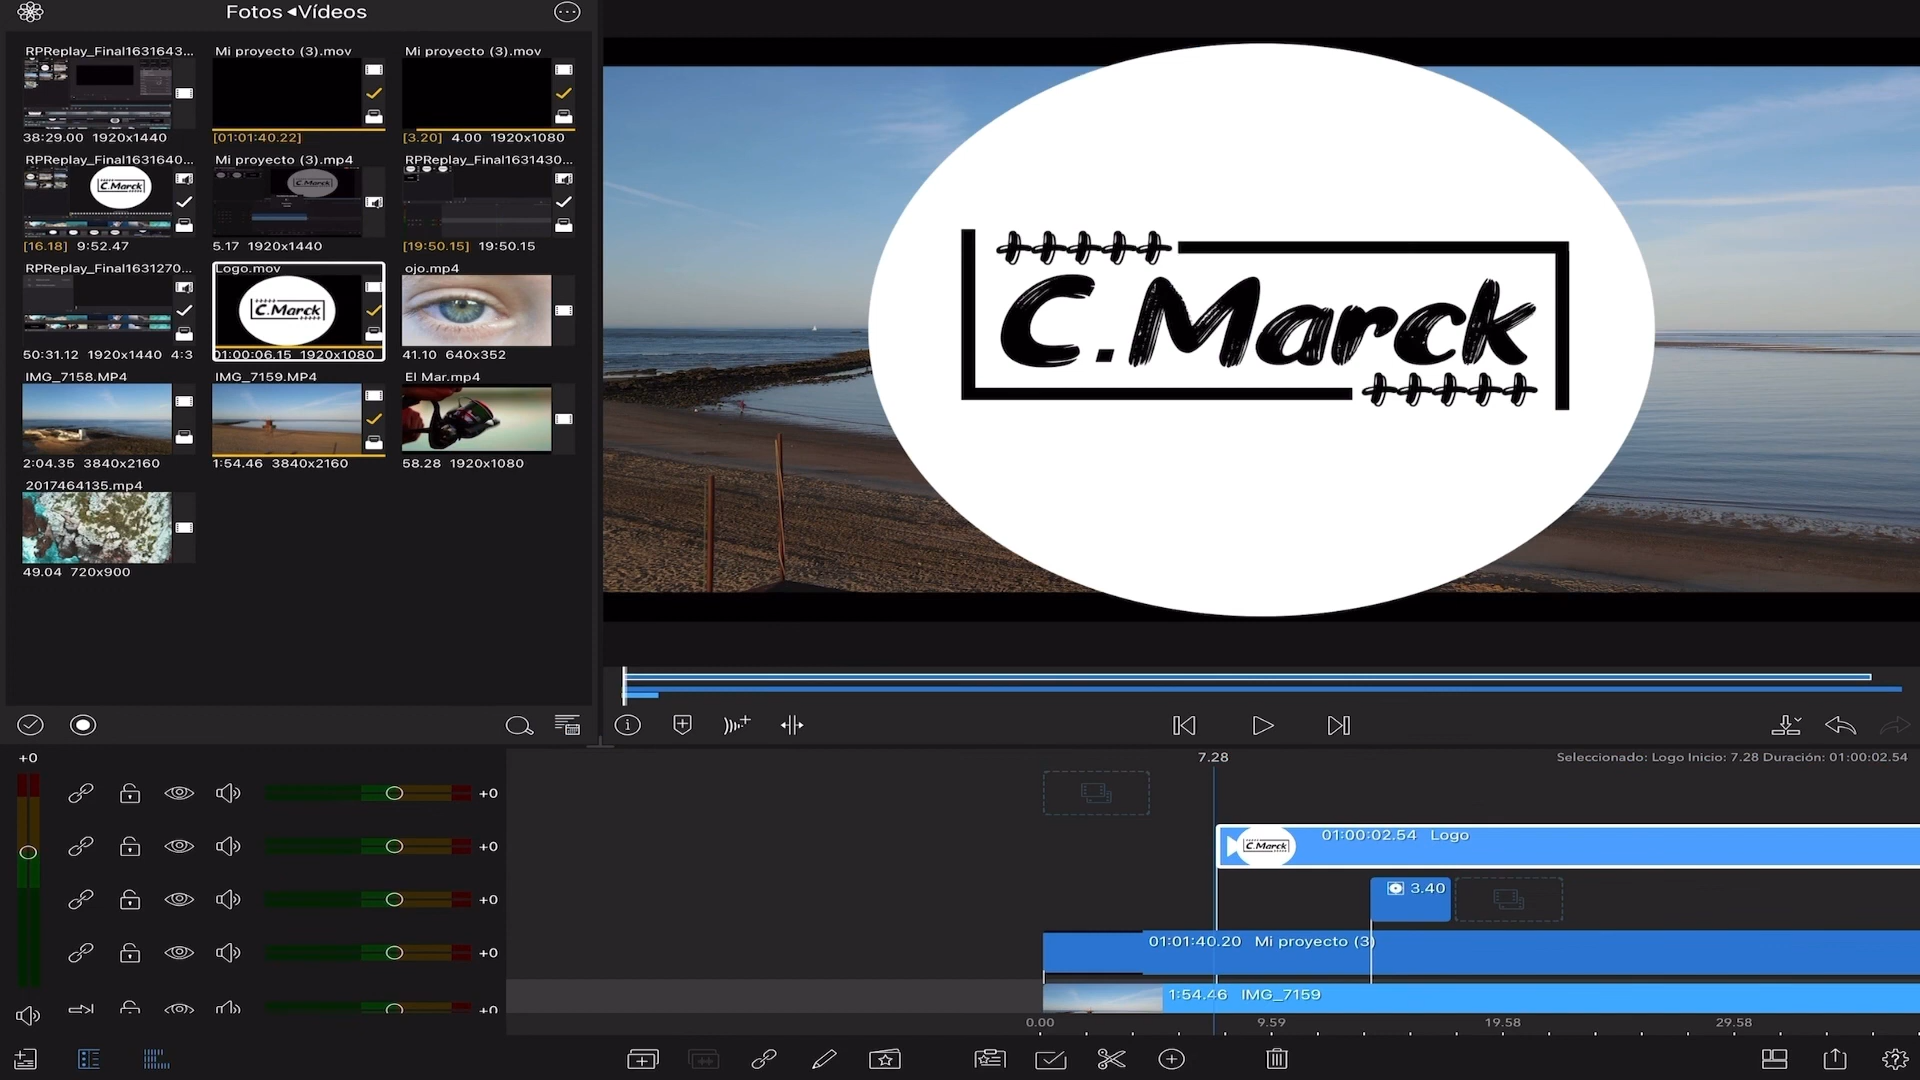 Fotos ◂Vídeos
RPReplay_Final1631643...
Mi proyecto (3).mov
Mi proyecto (3).mov
38:29.00 1920x1440
[01:01:40.22]
[3.20] 4.00 1920x1080
RPReplay_Final1631640...
Mi proyecto (3).mp4
RPReplay_Final1631430...
C.Marck
[16.18] 9:52.47
5.17 1920x1440
[19:50.15] 19:50.15
RPReplay_Final1631270...
Logo.mov
ojo.mp4
C.Marck
50:31.12 1920x1440 4:3
01:00:06.15 1920x1080
41.10 640x352
IMG_7158.MP4
IMG_7159.MP4
El Mar.mp4
2:04.35 3840x2160
1:54.46 3840x2160
58.28 1920x1080
2017464135.mp4
49.04 720x900
C.Marck
+0
7.28
Seleccionado: Logo Inicio: 7.28 Duración: 01:00:02.54
+0
+0
C.Marck
01:00:02.54 Logo
+0
3.40
+0
01:01:40.20 Mi proyecto (3)
+0
1:54.46 IMG_7159
0.00
9:59
19:58
29:58